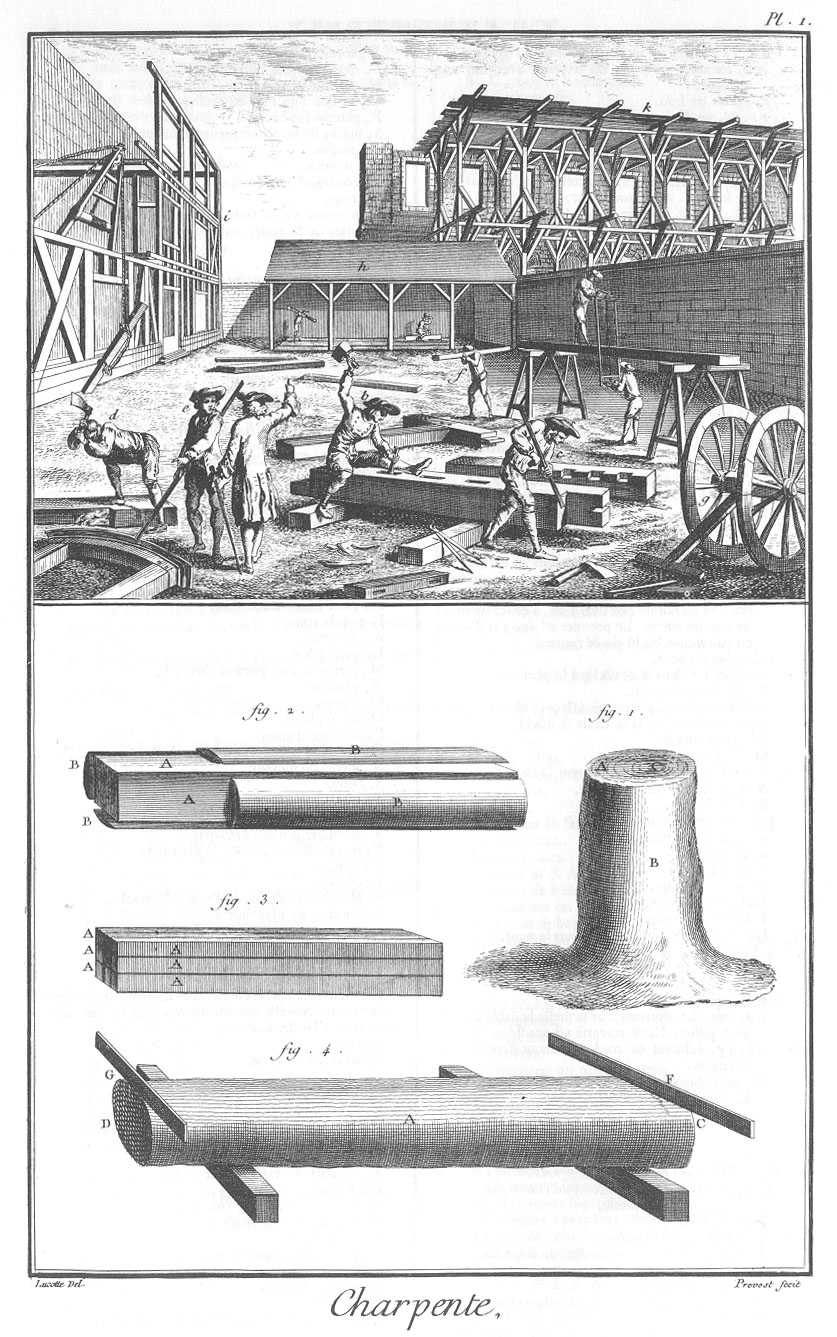 Pl. 1.
k
i
h
b
d
e
c
g
fig. 2.
fig. 1.
B
A
B
A
C
A
B
B
B
fig. 3.
A
A
A
A
A
A
fig. 4.
G
F
D
A
C
Lucotte Del.
Prevost fecit
Charpente,